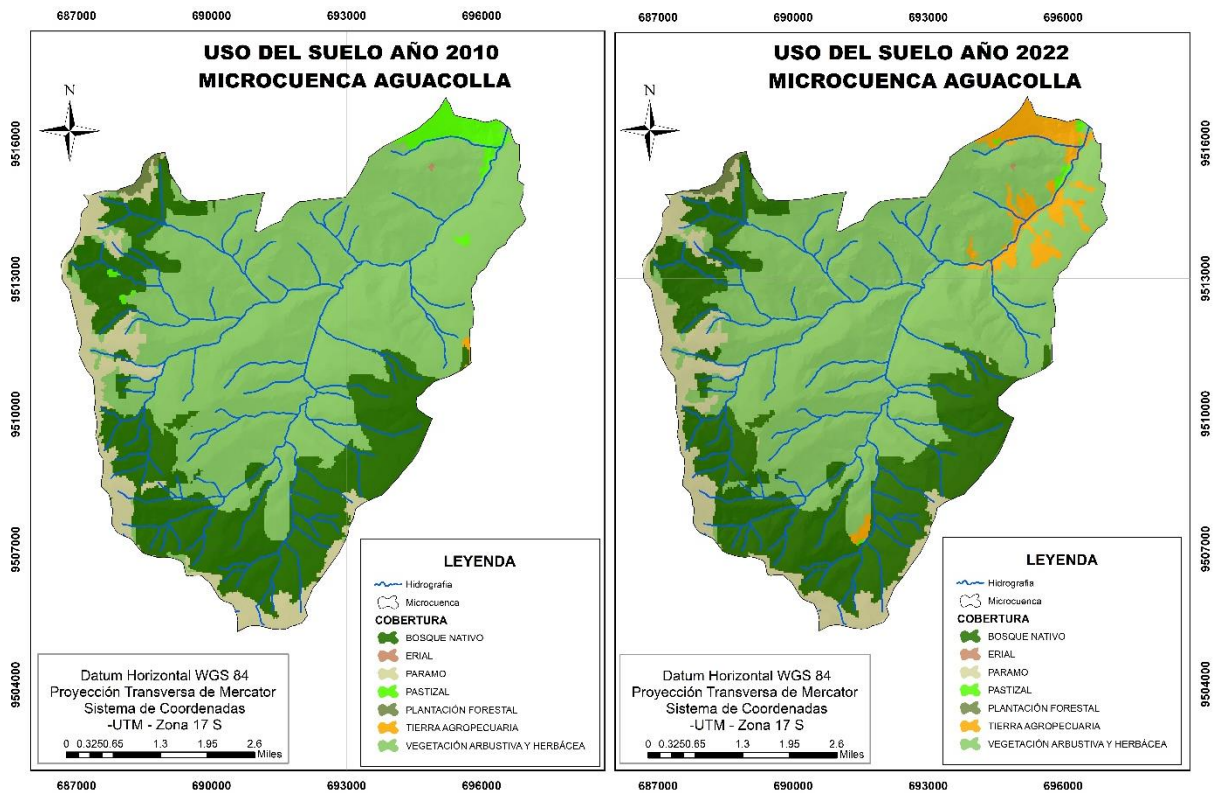 687000 690000 693000 696000
USO DEL SUELO AÑO 2010
MICROCUENCA AGUACOLLA
N
9516000
9513000
9510000
9507000
9504000
LEYENDA
Hidrografia
Microcuenca
COBERTURA
BOSQUE NATIVO
ERIAL
PARAMO
PASTIZAL
PLANTACIÓN FORESTAL
TIERRA AGROPECUARIA
VEGETACIÓN ARBUSTIVA Y HERBÁCEA
Datum Horizontal WGS 84
Proyección Transversa de Mercator
Sistema de Coordenadas
-UTM - Zona 17 S
0 0.3250.65 1.3 1.95 2.6
Miles
687000 690000 693000 696000
687000 690000 693000 696000
USO DEL SUELO AÑO 2022
MICROCUENCA AGUACOLLA
N
9516000
9513000
9510000
9507000
9504000
LEYENDA
Hidrografia
Microcuenca
COBERTURA
BOSQUE NATIVO
ERIAL
PARAMO
PASTIZAL
PLANTACIÓN FORESTAL
TIERRA AGROPECUARIA
VEGETACIÓN ARBUSTIVA Y HERBÁCEA
Datum Horizontal WGS 84
Proyección Transversa de Mercator
Sistema de Coordenadas
-UTM - Zona 17 S
0 0.3250.65 1.3 1.95 2.6
Miles
687000 690000 693000 696000